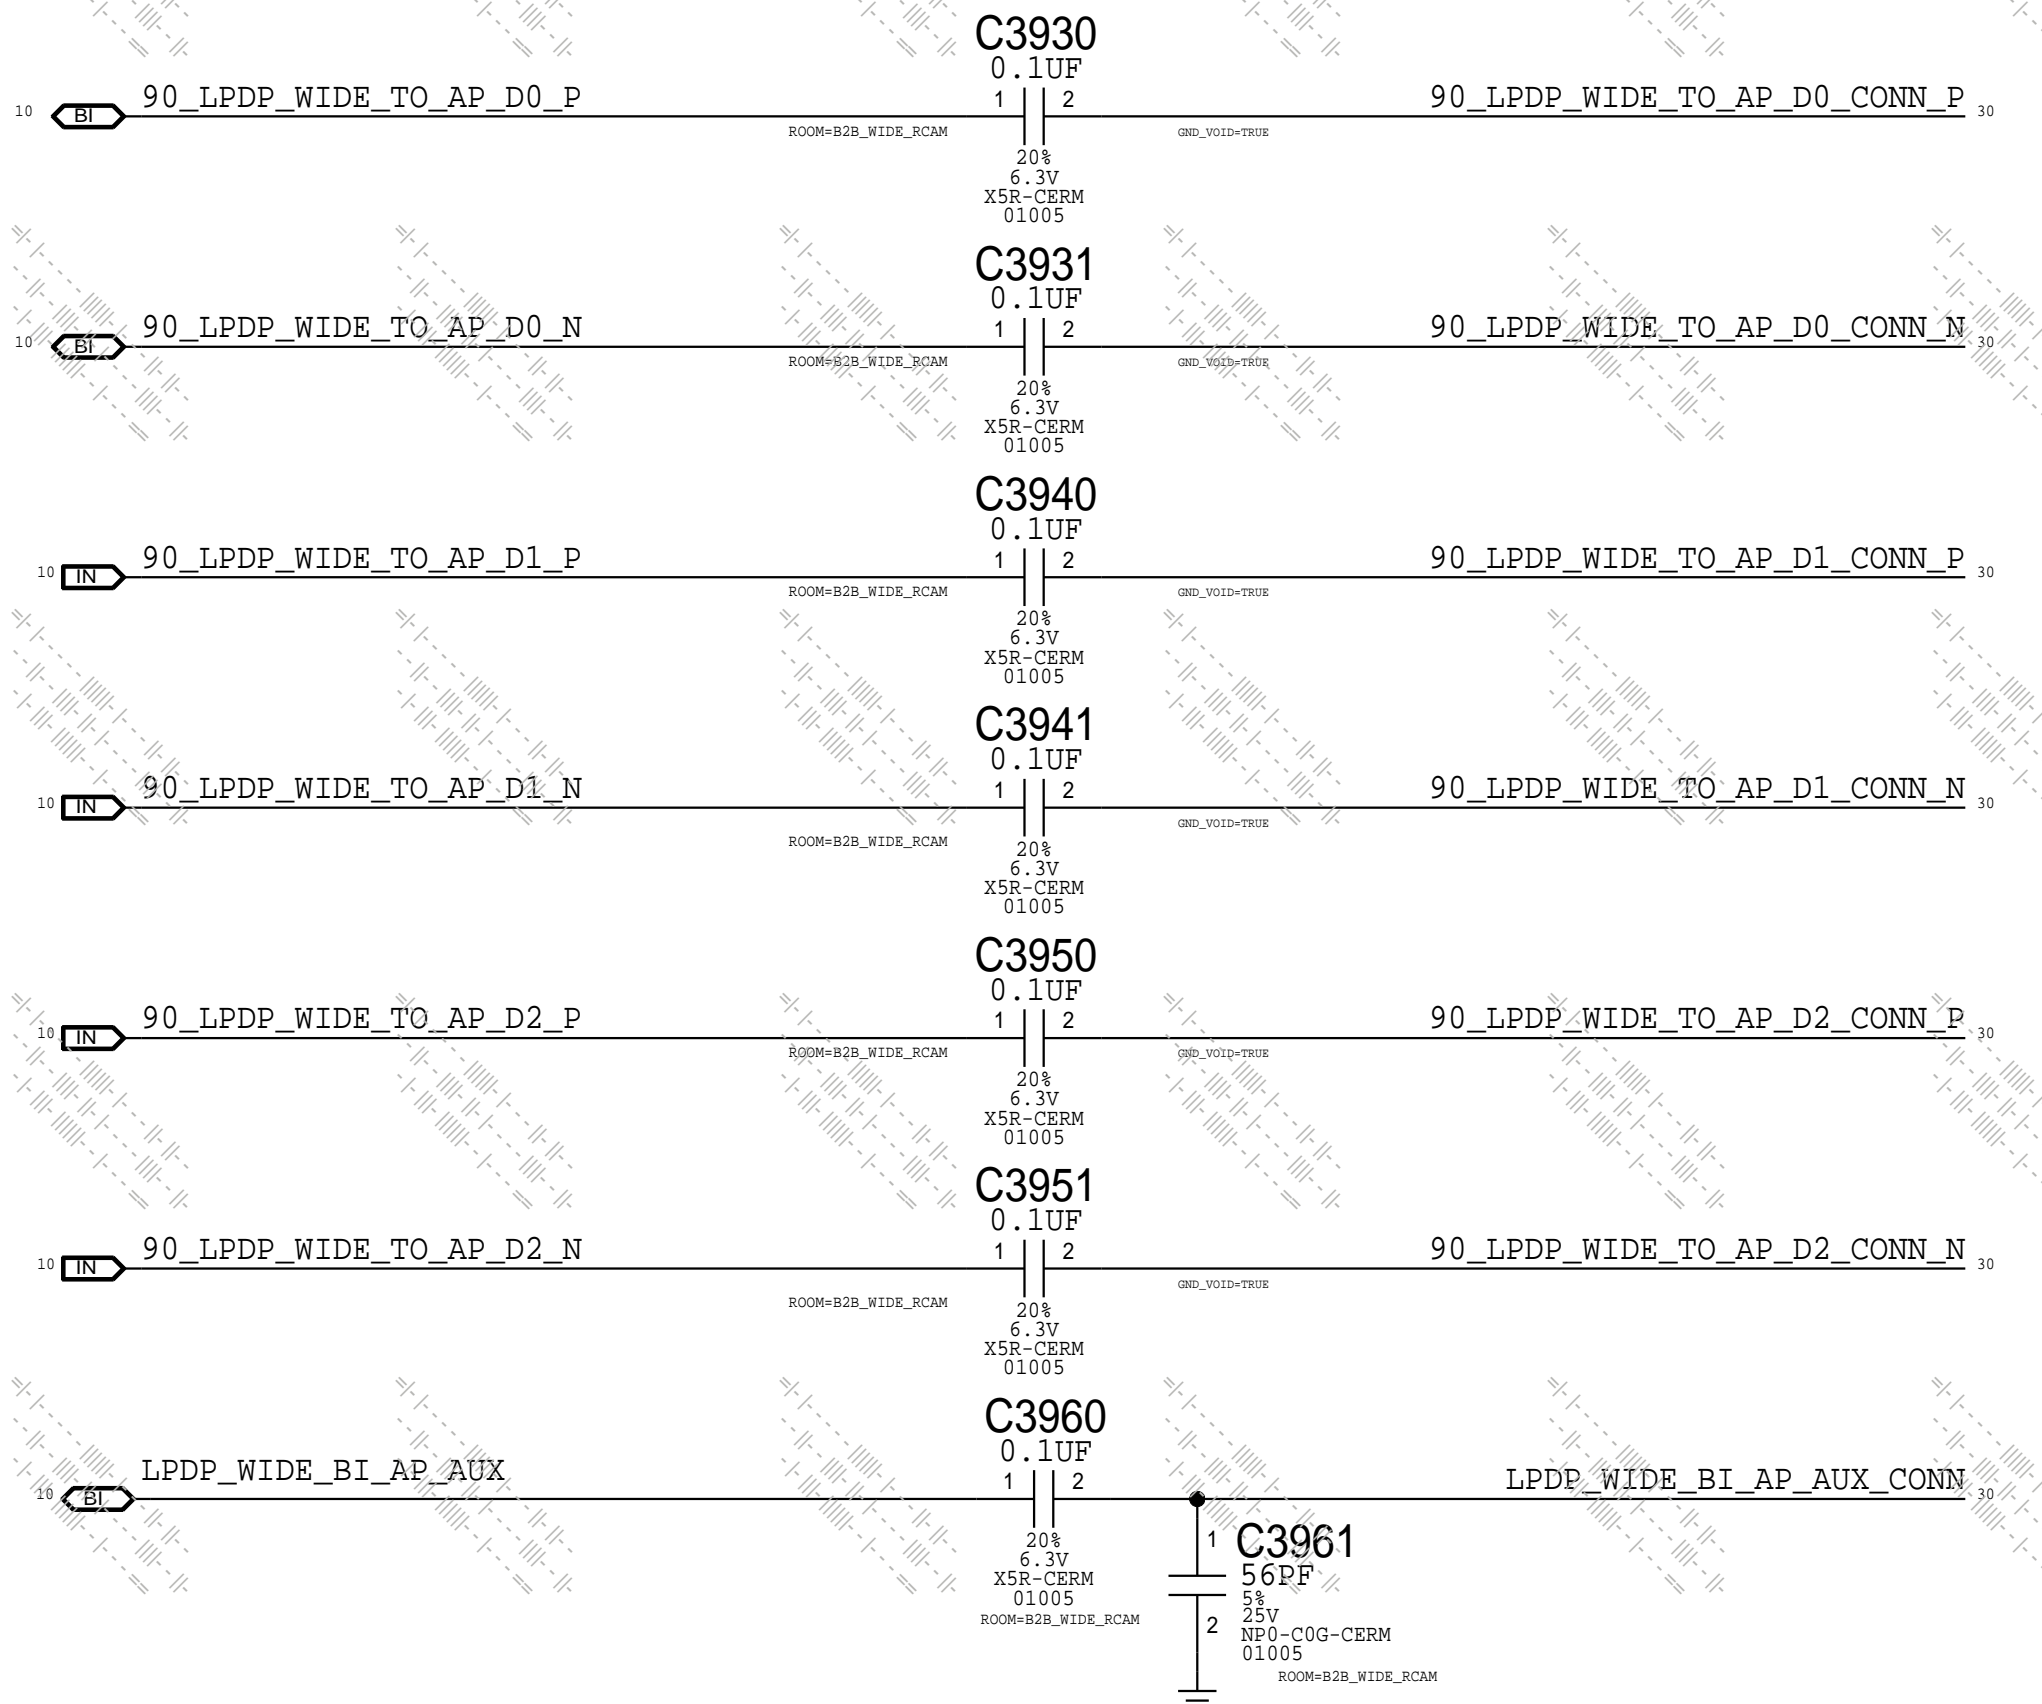 C3930
0.1UF
10 BI 90_LPDP_WIDE_TO_AP_D0_P 1 2 90_LPDP_WIDE_TO_AP_D0_CONN_P 30
ROOM=B2B_WIDE_RCAM GND_VOID=TRUE
20%
6.3V
X5R-CERM
01005
C3931
0.1UF
10 BI 90_LPDP_WIDE_TO_AP_D0_N 1 2 90_LPDP_WIDE_TO_AP_D0_CONN_N 30
ROOM=B2B_WIDE_RCAM GND_VOID=TRUE
20%
6.3V
X5R-CERM
01005
C3940
0.1UF
10 IN 90_LPDP_WIDE_TO_AP_D1_P 1 2 90_LPDP_WIDE_TO_AP_D1_CONN_P 30
ROOM=B2B_WIDE_RCAM GND_VOID=TRUE
20%
6.3V
X5R-CERM
01005
C3941
0.1UF
10 IN 90_LPDP_WIDE_TO_AP_D1_N 1 2 90_LPDP_WIDE_TO_AP_D1_CONN_N 30
ROOM=B2B_WIDE_RCAM GND_VOID=TRUE
20%
6.3V
X5R-CERM
01005
C3950
0.1UF
10 IN 90_LPDP_WIDE_TO_AP_D2_P 1 2 90_LPDP_WIDE_TO_AP_D2_CONN_P 30
ROOM=B2B_WIDE_RCAM GND_VOID=TRUE
20%
6.3V
X5R-CERM
01005
C3951
0.1UF
10 IN 90_LPDP_WIDE_TO_AP_D2_N 1 2 90_LPDP_WIDE_TO_AP_D2_CONN_N 30
ROOM=B2B_WIDE_RCAM GND_VOID=TRUE
20%
6.3V
X5R-CERM
01005
C3960
0.1UF
10 BI LPDP_WIDE_BI_AP_AUX 1 2 LPDP_WIDE_BI_AP_AUX_CONN 30
20%
6.3V
X5R-CERM
01005
ROOM=B2B_WIDE_RCAM
1 C3961
56PF
5%
25V
2 NP0-C0G-CERM
01005
ROOM=B2B_WIDE_RCAM